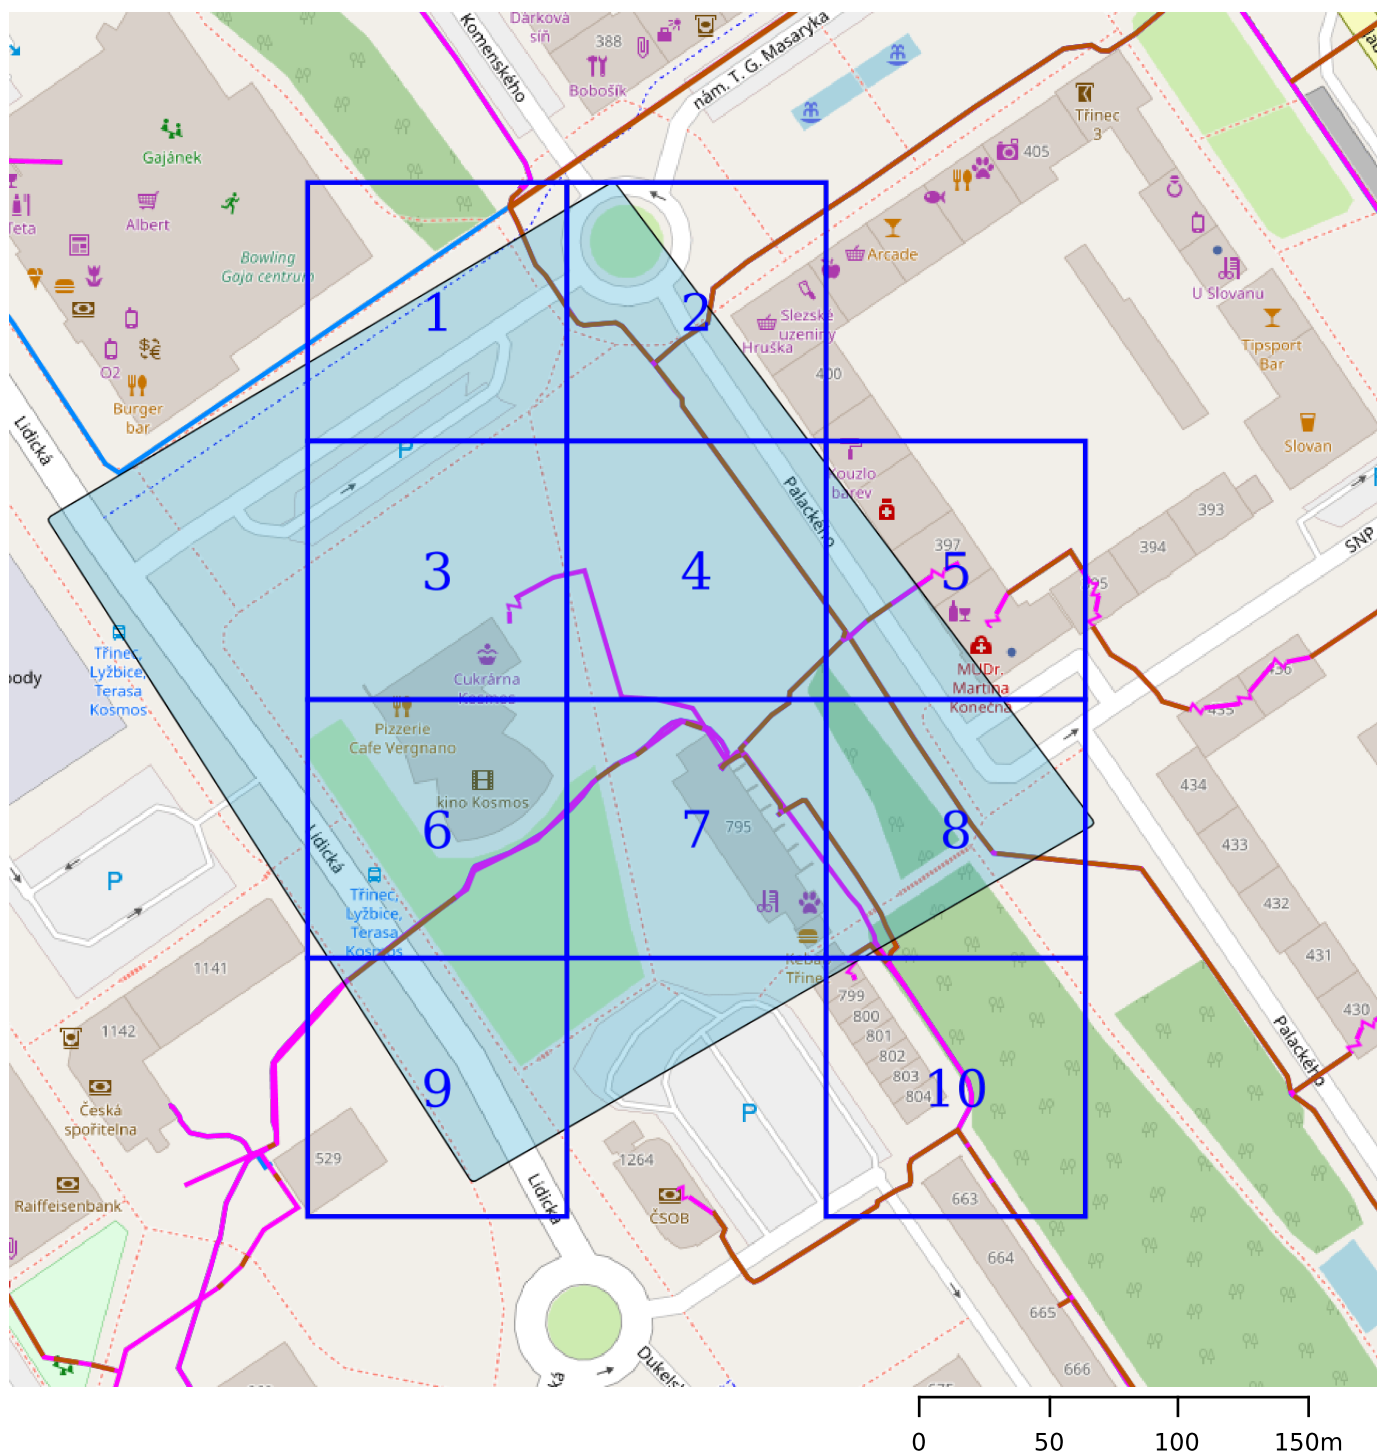 Komenského
Dárková
síň
388
Bobošík
nám. T. G. Masaryka
Třinec
3
405
Gajánek
Teta
Albert
Bowling
Gaja centrum
Arcade
U Slovanu
Slezské
uzeniny
Hruška
400
Tipsport
Bar
1
2
O2
Burger
bar
Lidická
P
Slovan
Kouzlo
barev
Palackého
393
394
397
395
SNP
3
4
5
Třinec,
Lyžbice,
Terasa
Kosmos
Cukrárna
Kosmos
MUDr.
Martina
Konečná
436
435
Pizzerie
Cafe Vergnano
kino Kosmos
434
795
433
6
7
8
Lidická
P
Třinec,
Lyžbice,
Terasa
Kosmos
432
431
1141
Kebab
Třinec
799
800
801
802
803
804
430
1142
Palackého
Česká
spořitelna
9
10
P
529
1264
ČSOB
663
Raiffeisenbank
Lidická
664
665
666
0 50 100 150m